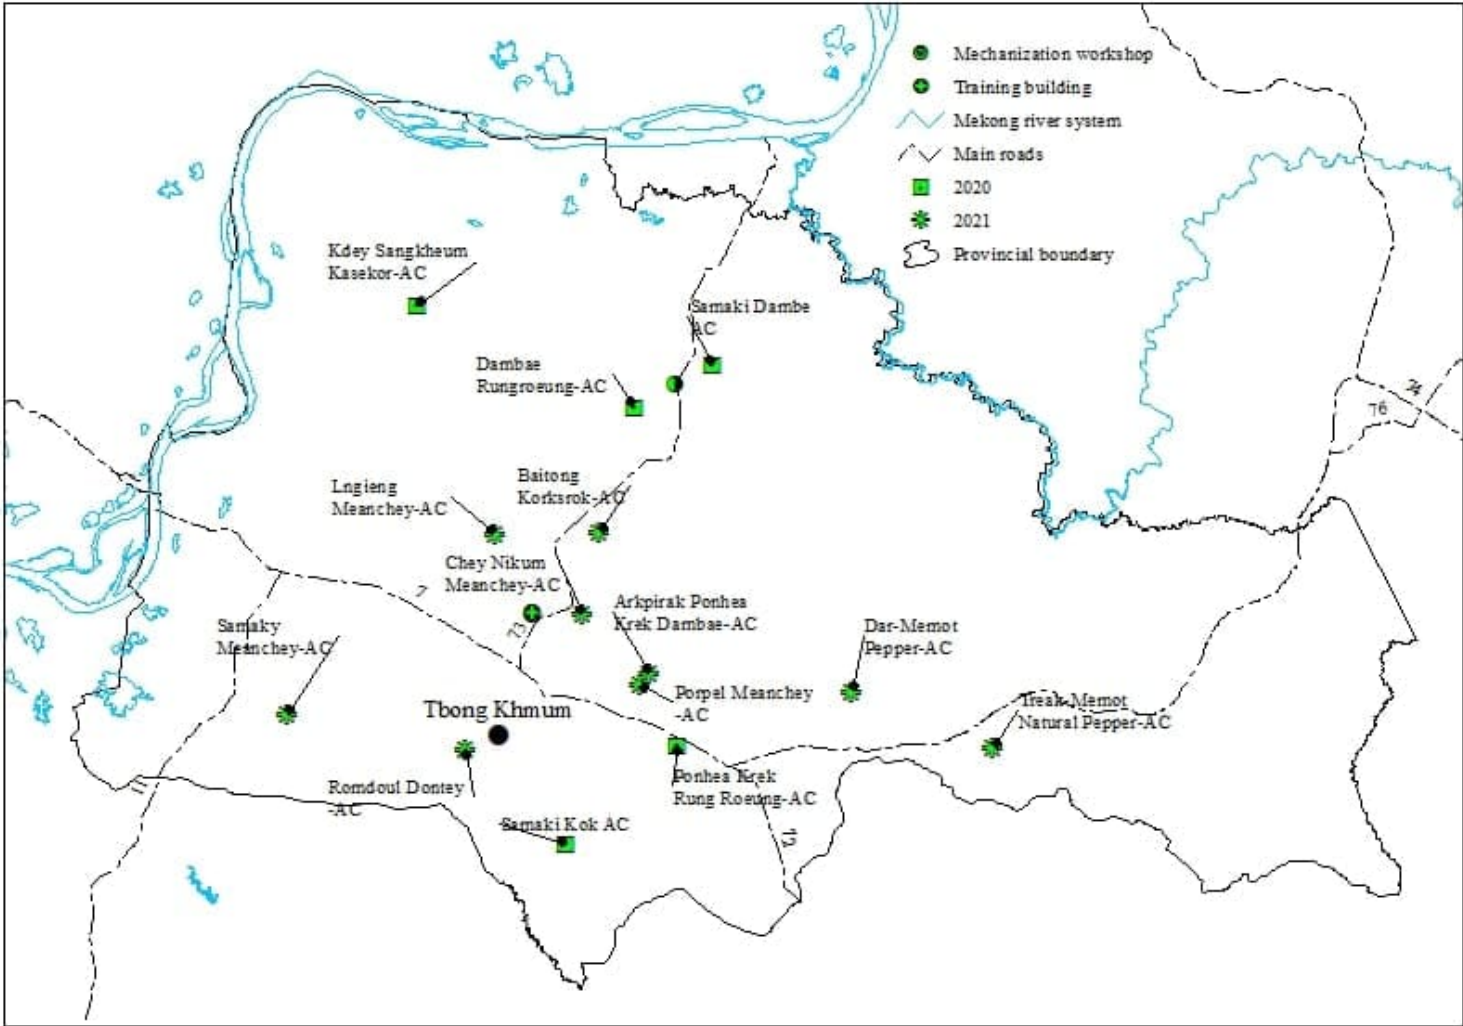 Mechanization workshop
Training building
Mekong river system
Main roads
2020
2021
Provincial boundary
Kdey Sangkheum
Kasekor-AC
Samaki Dambe
AC
Dambae
Rungroeung-AC
74
76
Lngieng
Meanchey-AC
Baitong
Korksrok-AC
Chey Nikum
Meanchey-AC
7
73
Arkpirak Ponhea
Krek Dambae-AC
Samaky
Meanchey-AC
Dar-Memot
Pepper-AC
Porpel Meanchey
-AC
Treak-Memot
Natural Pepper-AC
Tbong Khmum
Romdoul Dontey
-AC
Ponhea Krek
Rung Roeung-AC
Samaki Kok AC
72